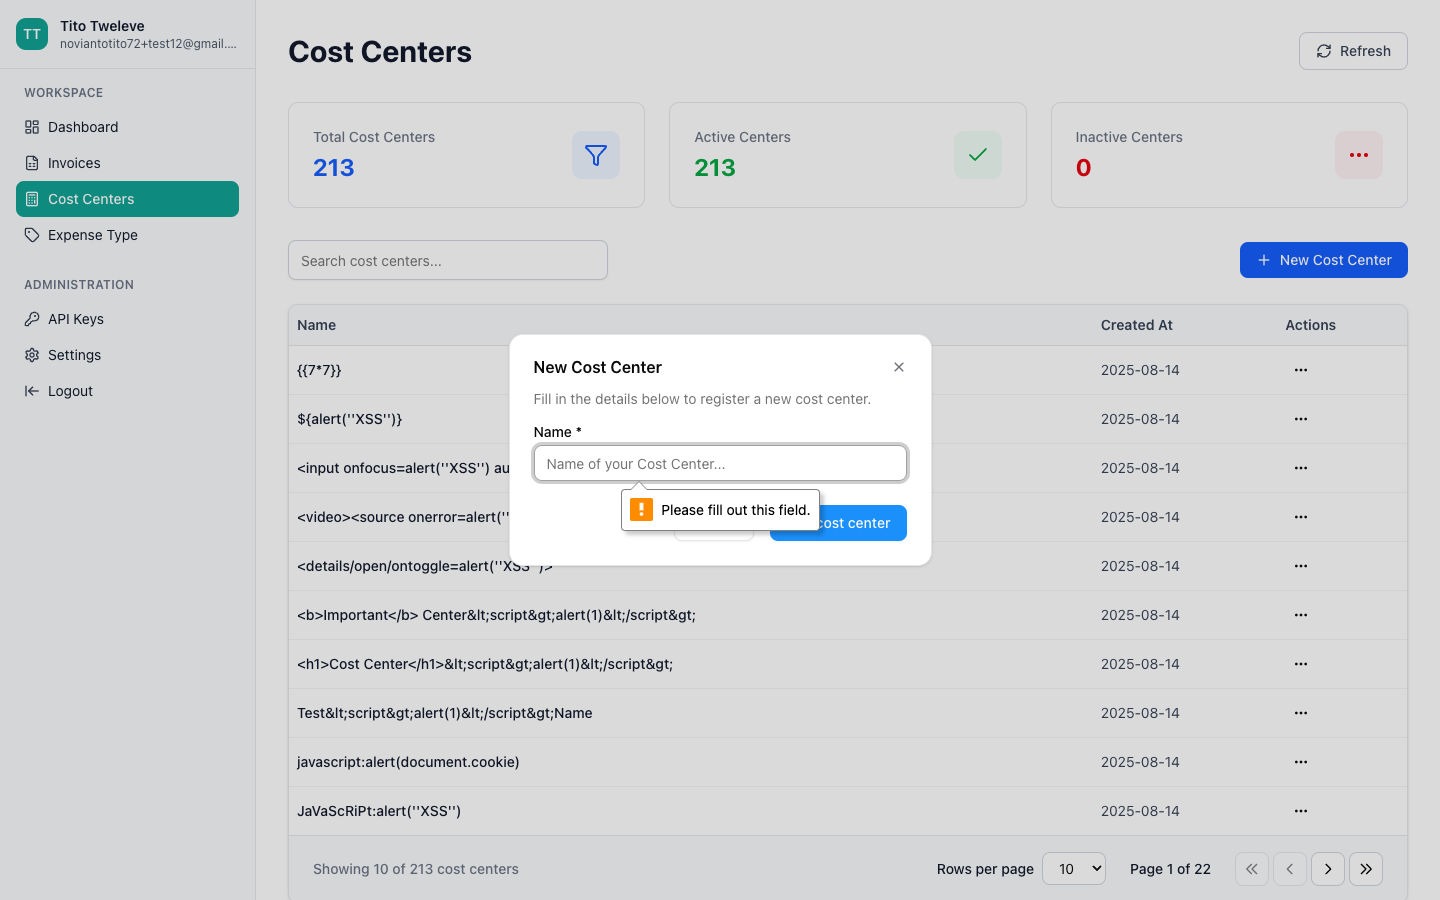 TT
Tito Tweleve
noviantotito72+test12@gmail....
WORKSPACE
Dashboard
Invoices
Cost Centers
Expense Type
ADMINISTRATION
API Keys
Settings
Logout
Cost Centers
Refresh
Total Cost Centers
213
Active Centers
213
Inactive Centers
0
Search cost centers...
New Cost Center
Name Created At Actions
{{7*7}} 2025-08-14
${alert(''XSS'')} 2025-08-14
<input onfocus=alert(''XSS'') au 2025-08-14
<video><source onerror=alert('' 2025-08-14
<details/open/ontoggle=alert(''XSS'')> 2025-08-14
<b>Important</b> Center&lt;script&gt;alert(1)&lt;/script&gt; 2025-08-14
<h1>Cost Center</h1>&lt;script&gt;alert(1)&lt;/script&gt; 2025-08-14
Test&lt;script&gt;alert(1)&lt;/script&gt;Name 2025-08-14
javascript:alert(document.cookie) 2025-08-14
JaVaScRiPt:alert(''XSS'') 2025-08-14
Showing 10 of 213 cost centers
Rows per page 10 Page 1 of 22
New Cost Center
Fill in the details below to register a new cost center.
Name *
Name of your Cost Center...
Please fill out this field.
cost center